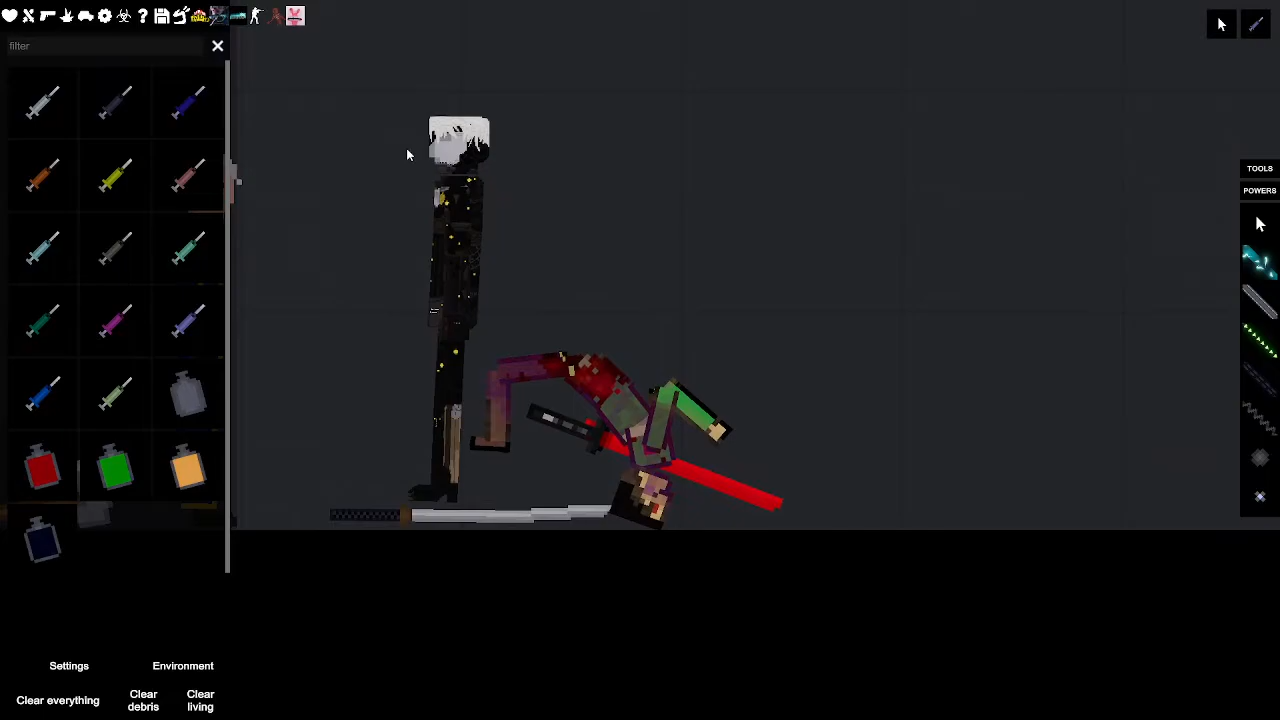 filter
TOOLS
POWERS
Settings
Environment
Clear everything
Clear
debris
Clear
living